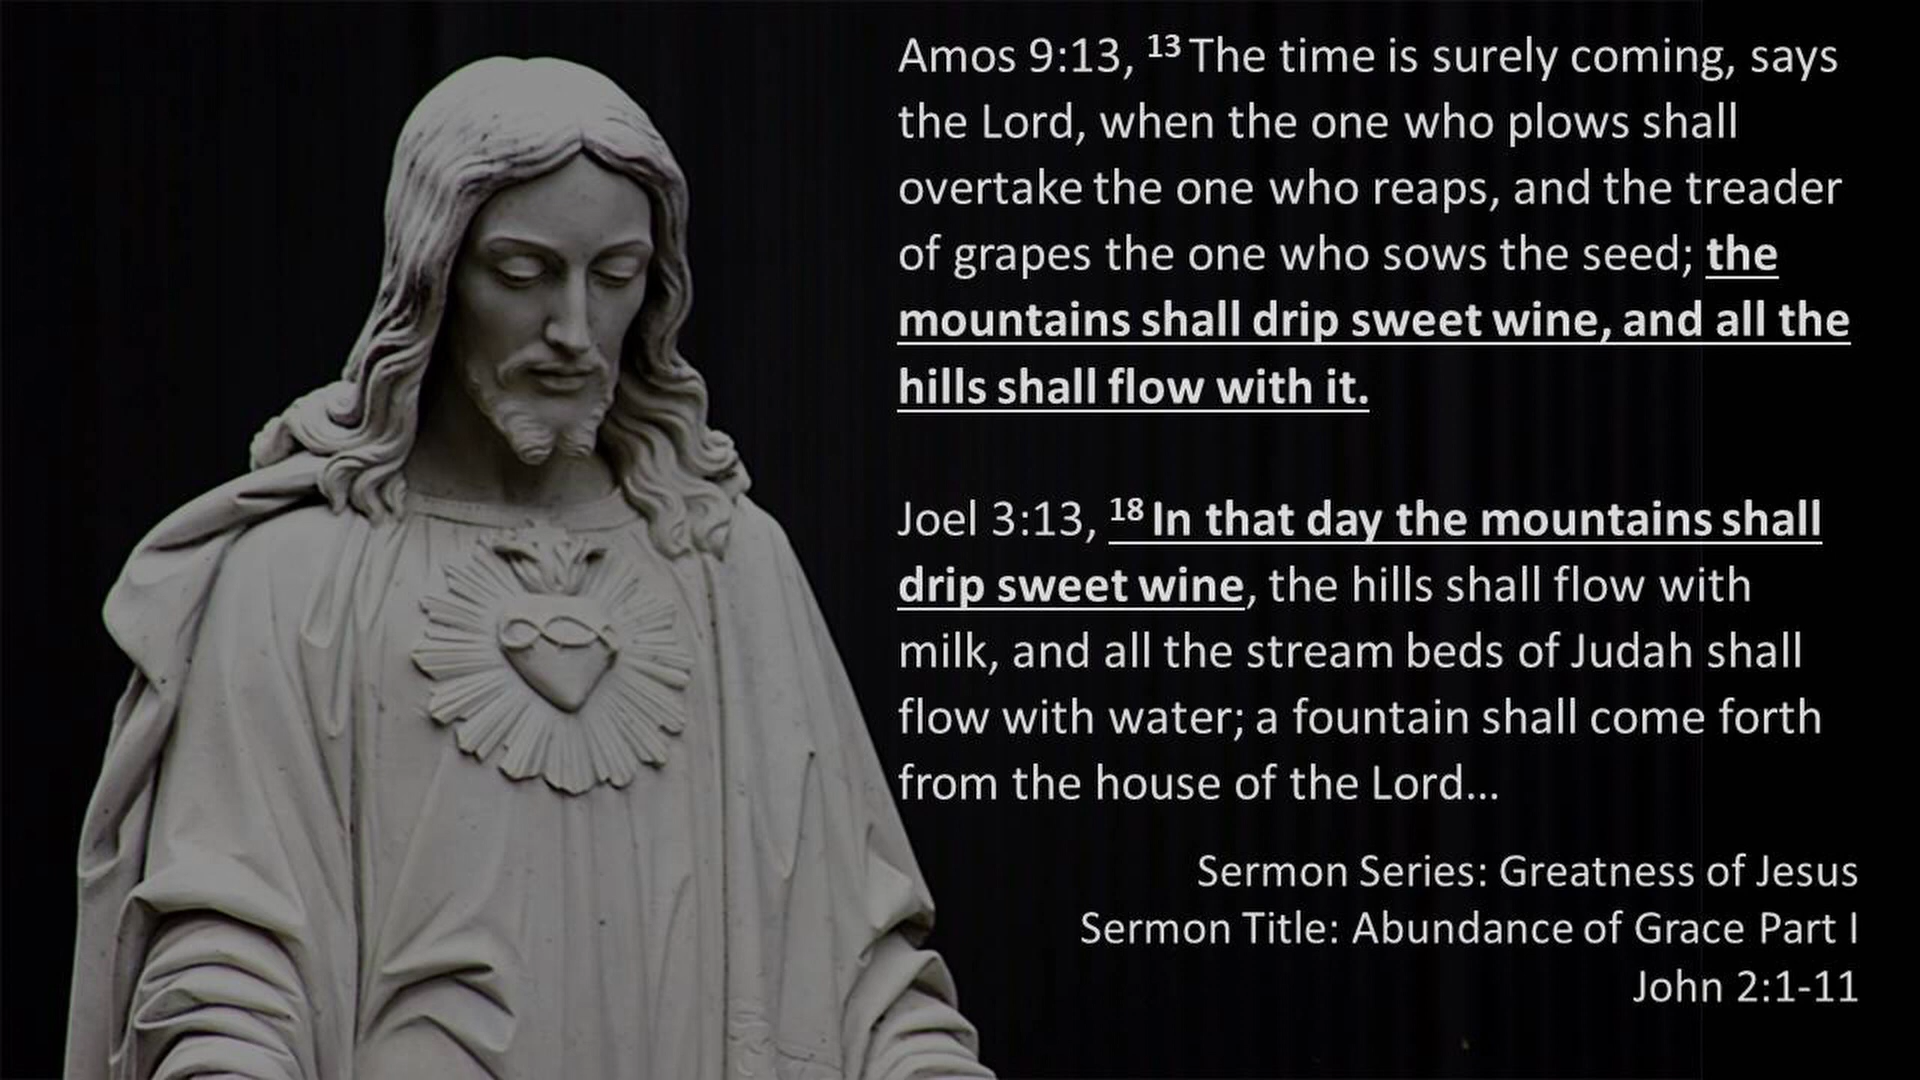 Amos 9:13, ¹³ The time is surely coming, says
the Lord, when the one who plows shall
overtake the one who reaps, and the treader
of grapes the one who sows the seed; the
mountains shall drip sweet wine, and all the
hills shall flow with it.
Joel 3:13, ¹⁸ In that day the mountains shall
drip sweet wine, the hills shall flow with
milk, and all the stream beds of Judah shall
flow with water; a fountain shall come forth
from the house of the Lord...
Sermon Series: Greatness of Jesus
Sermon Title: Abundance of Grace Part I
John 2:1-11